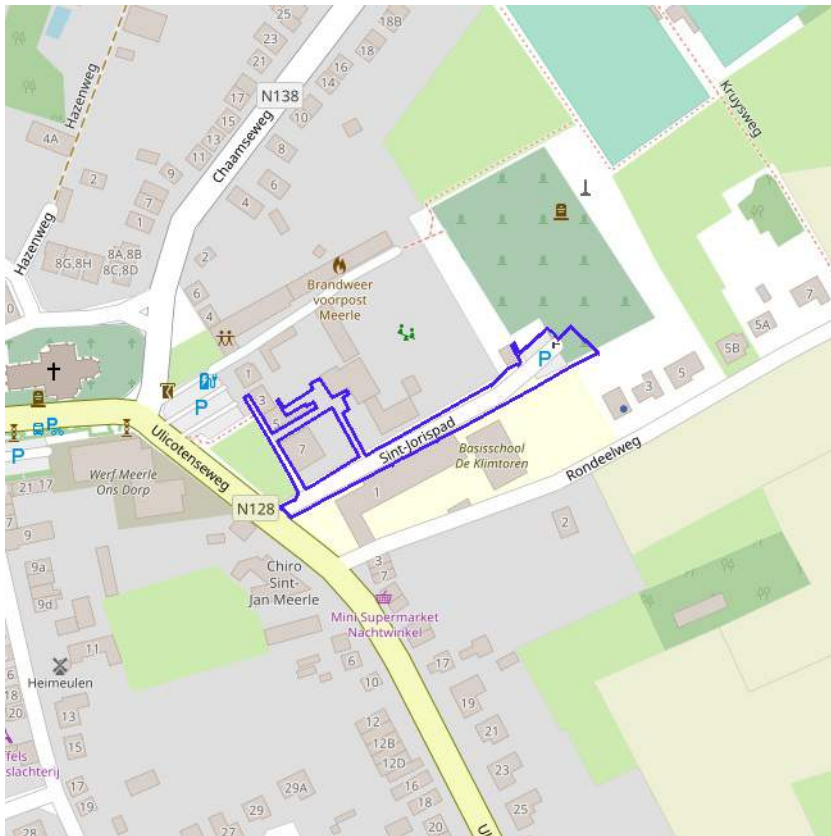 25
23
21
18B
18
16
14
10
N138
17
15
13
11
9
8
6
4
Chaamseweg
Hazenweg
4A
2
7
1
Hazenweg
8G,8H
8A,8B
8C,8D
2
6
4
Brandweer
voorpost
Meerle
Kruysweg
7
5A
5B
5
3
P
P
P
P
1
3
5
7
Sint-Jorispad
Basisschool
De Klimtoren
1
Rondeelweg
2
Ulicotenseweg
Werf Meerle
Ons Dorp
N128
21
17
7
9
9a
9d
11
Chiro
Sint-
Jan Meerle
3
7
Mini Supermarket
Nachtwinkel
Heimeulen
6
10
17
19
21
23
25
12
12B
12D
16
18
20
6
18
20
13
15
17
19
28
27
29
29A